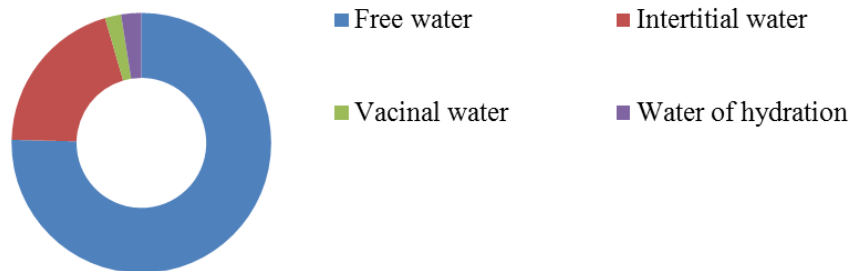 Free water
Intertitial water
Vacinal water
Water of hydration